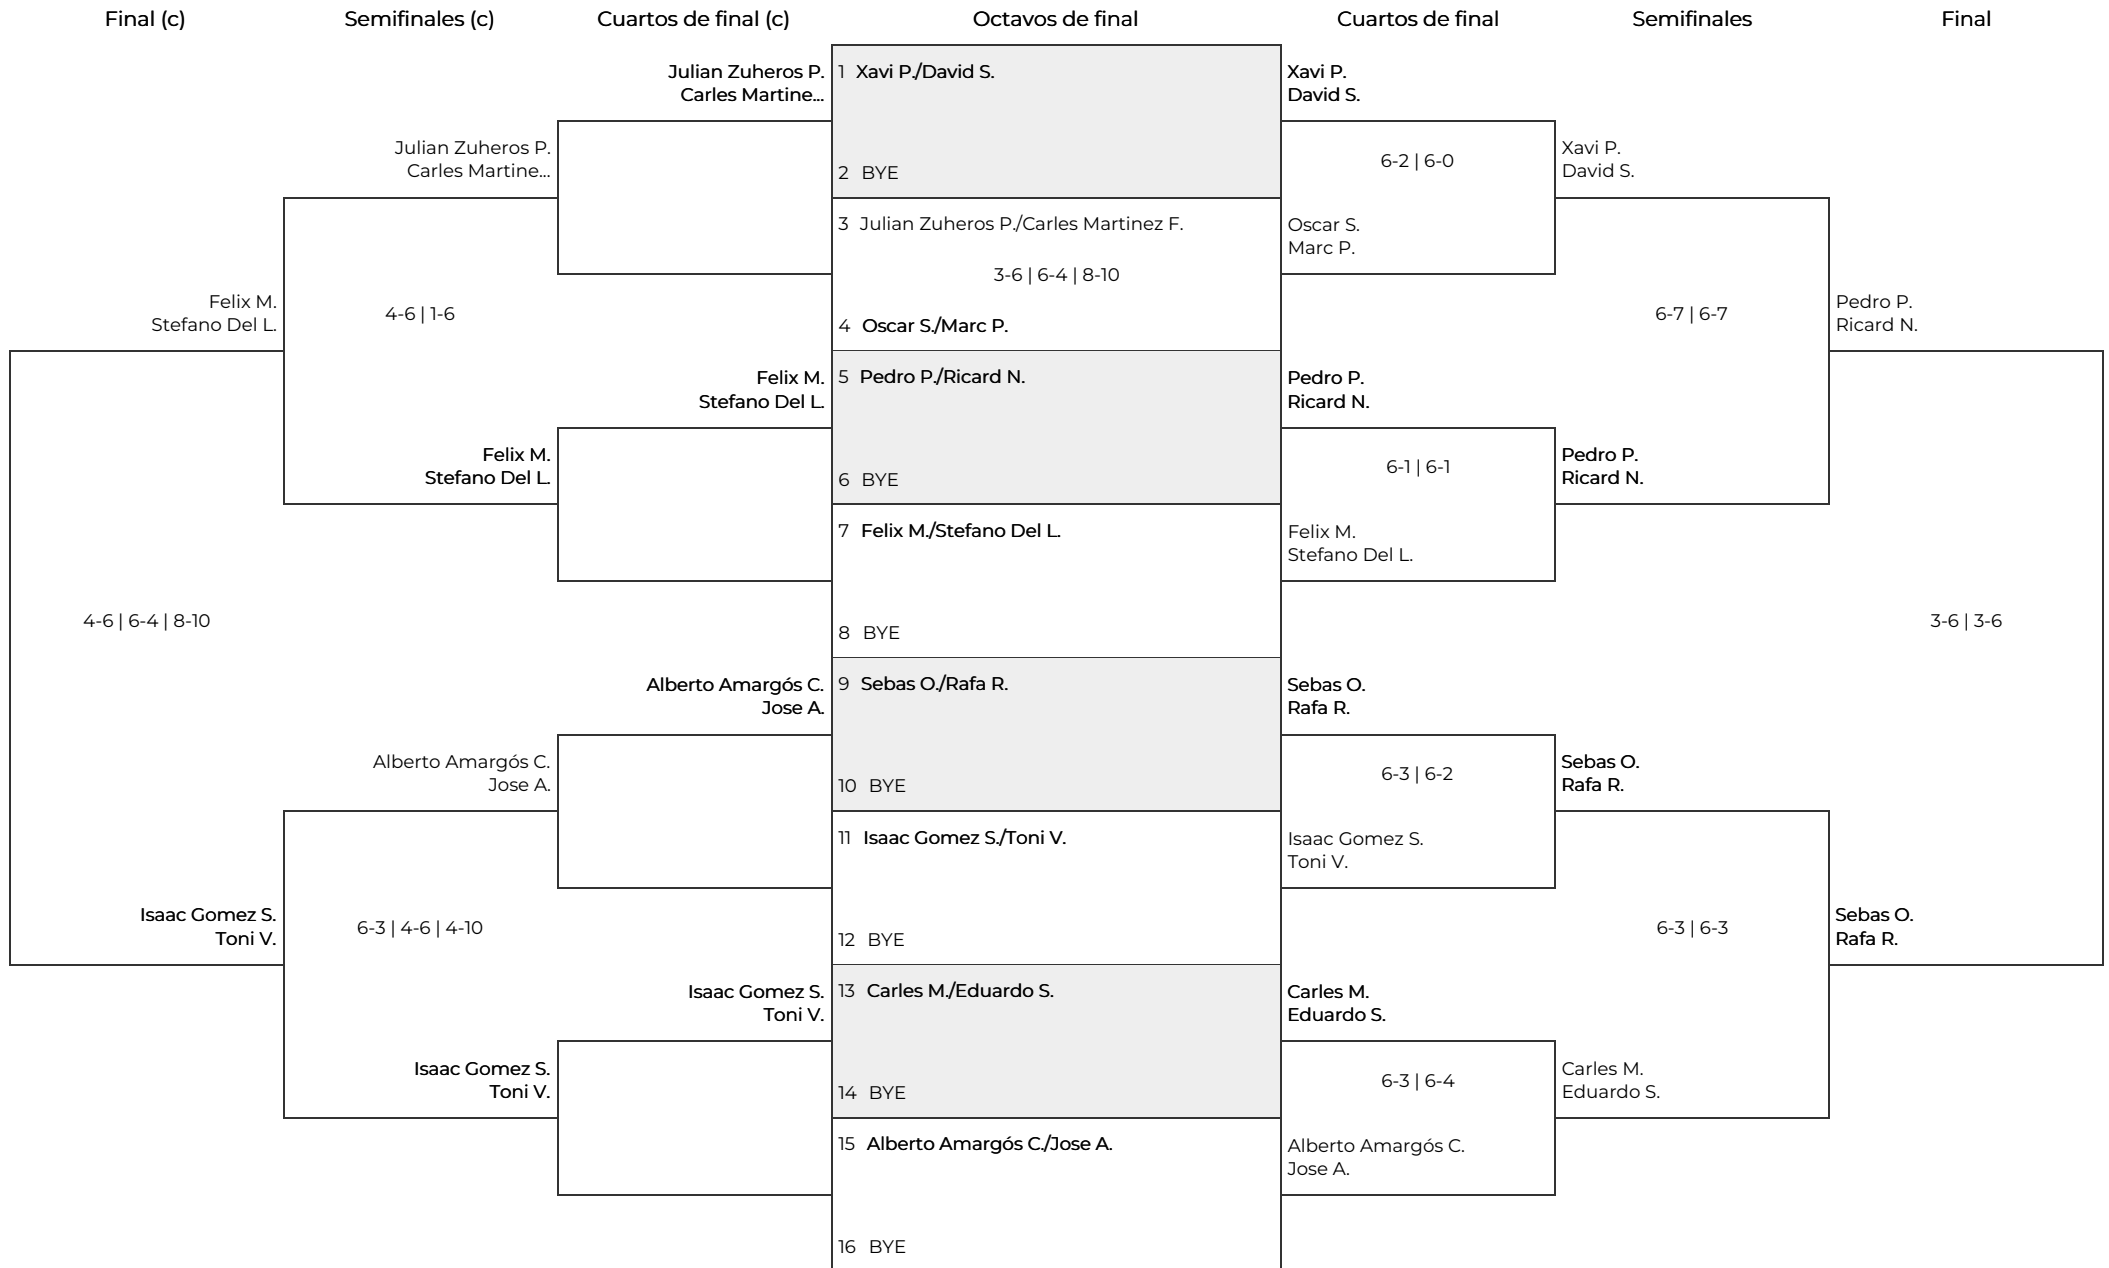 Final (c)
Semifinales (c)
Cuartos de final (c)
Octavos de final
Cuartos de final
Semifinales
Final
Felix M.
Stefano Del L.
4-6 | 6-4 | 8-10
Isaac Gomez S.
Toni V.
Julian Zuheros P.
Carles Martine...
4-6 | 1-6
Felix M.
Stefano Del L.
Alberto Amargós C.
Jose A.
6-3 | 4-6 | 4-10
Isaac Gomez S.
Toni V.
Julian Zuheros P.
Carles Martine...
Felix M.
Stefano Del L.
Alberto Amargós C.
Jose A.
Isaac Gomez S.
Toni V.
1 Xavi P./David S.
2 BYE
3 Julian Zuheros P./Carles Martinez F.
3-6 | 6-4 | 8-10
4 Oscar S./Marc P.
5 Pedro P./Ricard N.
6 BYE
7 Felix M./Stefano Del L.
8 BYE
9 Sebas O./Rafa R.
10 BYE
11 Isaac Gomez S./Toni V.
12 BYE
13 Carles M./Eduardo S.
14 BYE
15 Alberto Amargós C./Jose A.
16 BYE
Xavi P.
David S.
6-2 | 6-0
Oscar S.
Marc P.
Pedro P.
Ricard N.
6-1 | 6-1
Felix M.
Stefano Del L.
Sebas O.
Rafa R.
6-3 | 6-2
Isaac Gomez S.
Toni V.
Carles M.
Eduardo S.
6-3 | 6-4
Alberto Amargós C.
Jose A.
Xavi P.
David S.
6-7 | 6-7
Pedro P.
Ricard N.
Sebas O.
Rafa R.
6-3 | 6-3
Carles M.
Eduardo S.
Pedro P.
Ricard N.
3-6 | 3-6
Sebas O.
Rafa R.